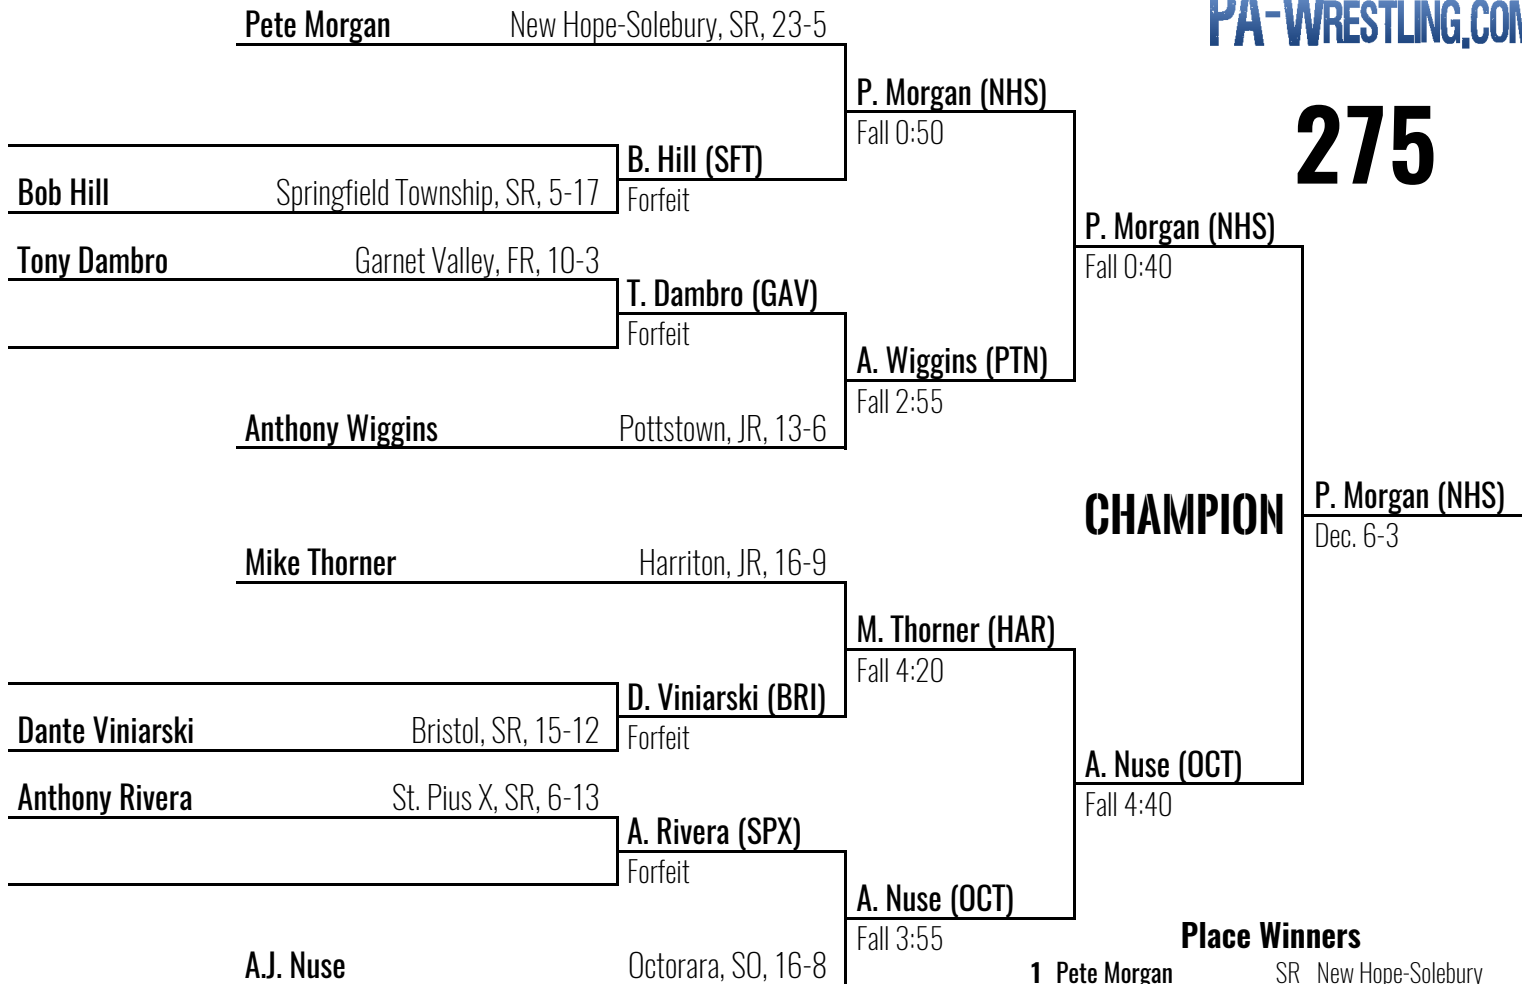 PA-WRESTLING.COM
Pete Morgan New Hope-Solebury, SR, 23-5
P. Morgan (NHS)
Fall 0:50
275
B. Hill (SFT)
Bob Hill Springfield Township, SR, 5-17
Forfeit
P. Morgan (NHS)
Fall 0:40
Tony Dambro Garnet Valley, FR, 10-3
T. Dambro (GAV)
Forfeit
A. Wiggins (PTN)
Fall 2:55
Anthony Wiggins Pottstown, JR, 13-6
CHAMPION
P. Morgan (NHS)
Dec. 6-3
Mike Thorner Harriton, JR, 16-9
M. Thorner (HAR)
Fall 4:20
D. Viniarski (BRI)
Dante Viniarski Bristol, SR, 15-12
Forfeit
A. Nuse (OCT)
Fall 4:40
Anthony Rivera St. Pius X, SR, 6-13
A. Rivera (SPX)
Forfeit
A. Nuse (OCT)
Fall 3:55
Place Winners
A.J. Nuse Octorara, SO, 16-8
1 Pete Morgan SR New Hope-Solebury